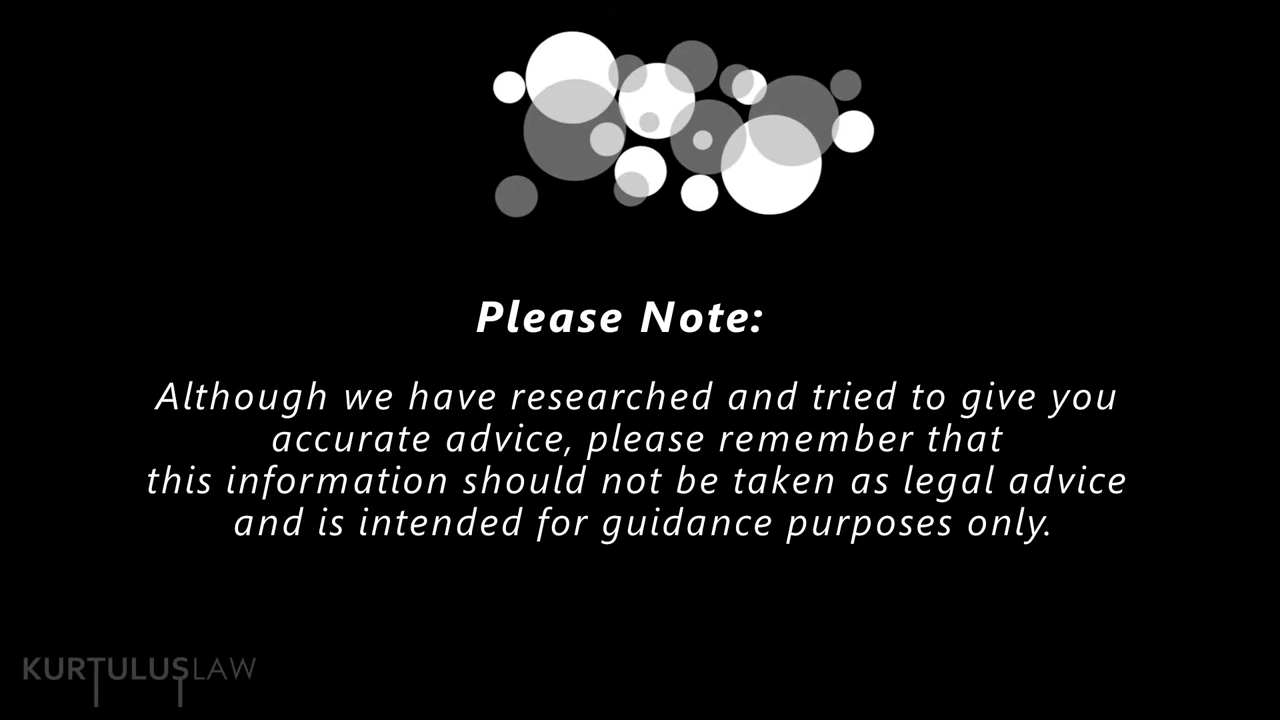 Please Note:
Although we have researched and tried to give you
accurate advice, please remember that
this information should not be taken as legal advice
and is intended for guidance purposes only.
KURTULUSLAW